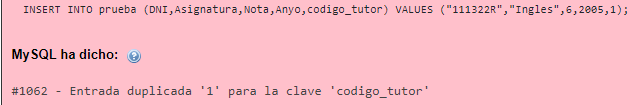 INSERT INTO prueba (DNI,Asignatura,Nota,Anyo,codigo_tutor) VALUES ("111322R","Ingles",6,2005,1);
MySQL ha dicho:
#1062 - Entrada duplicada '1' para la clave 'codigo_tutor'